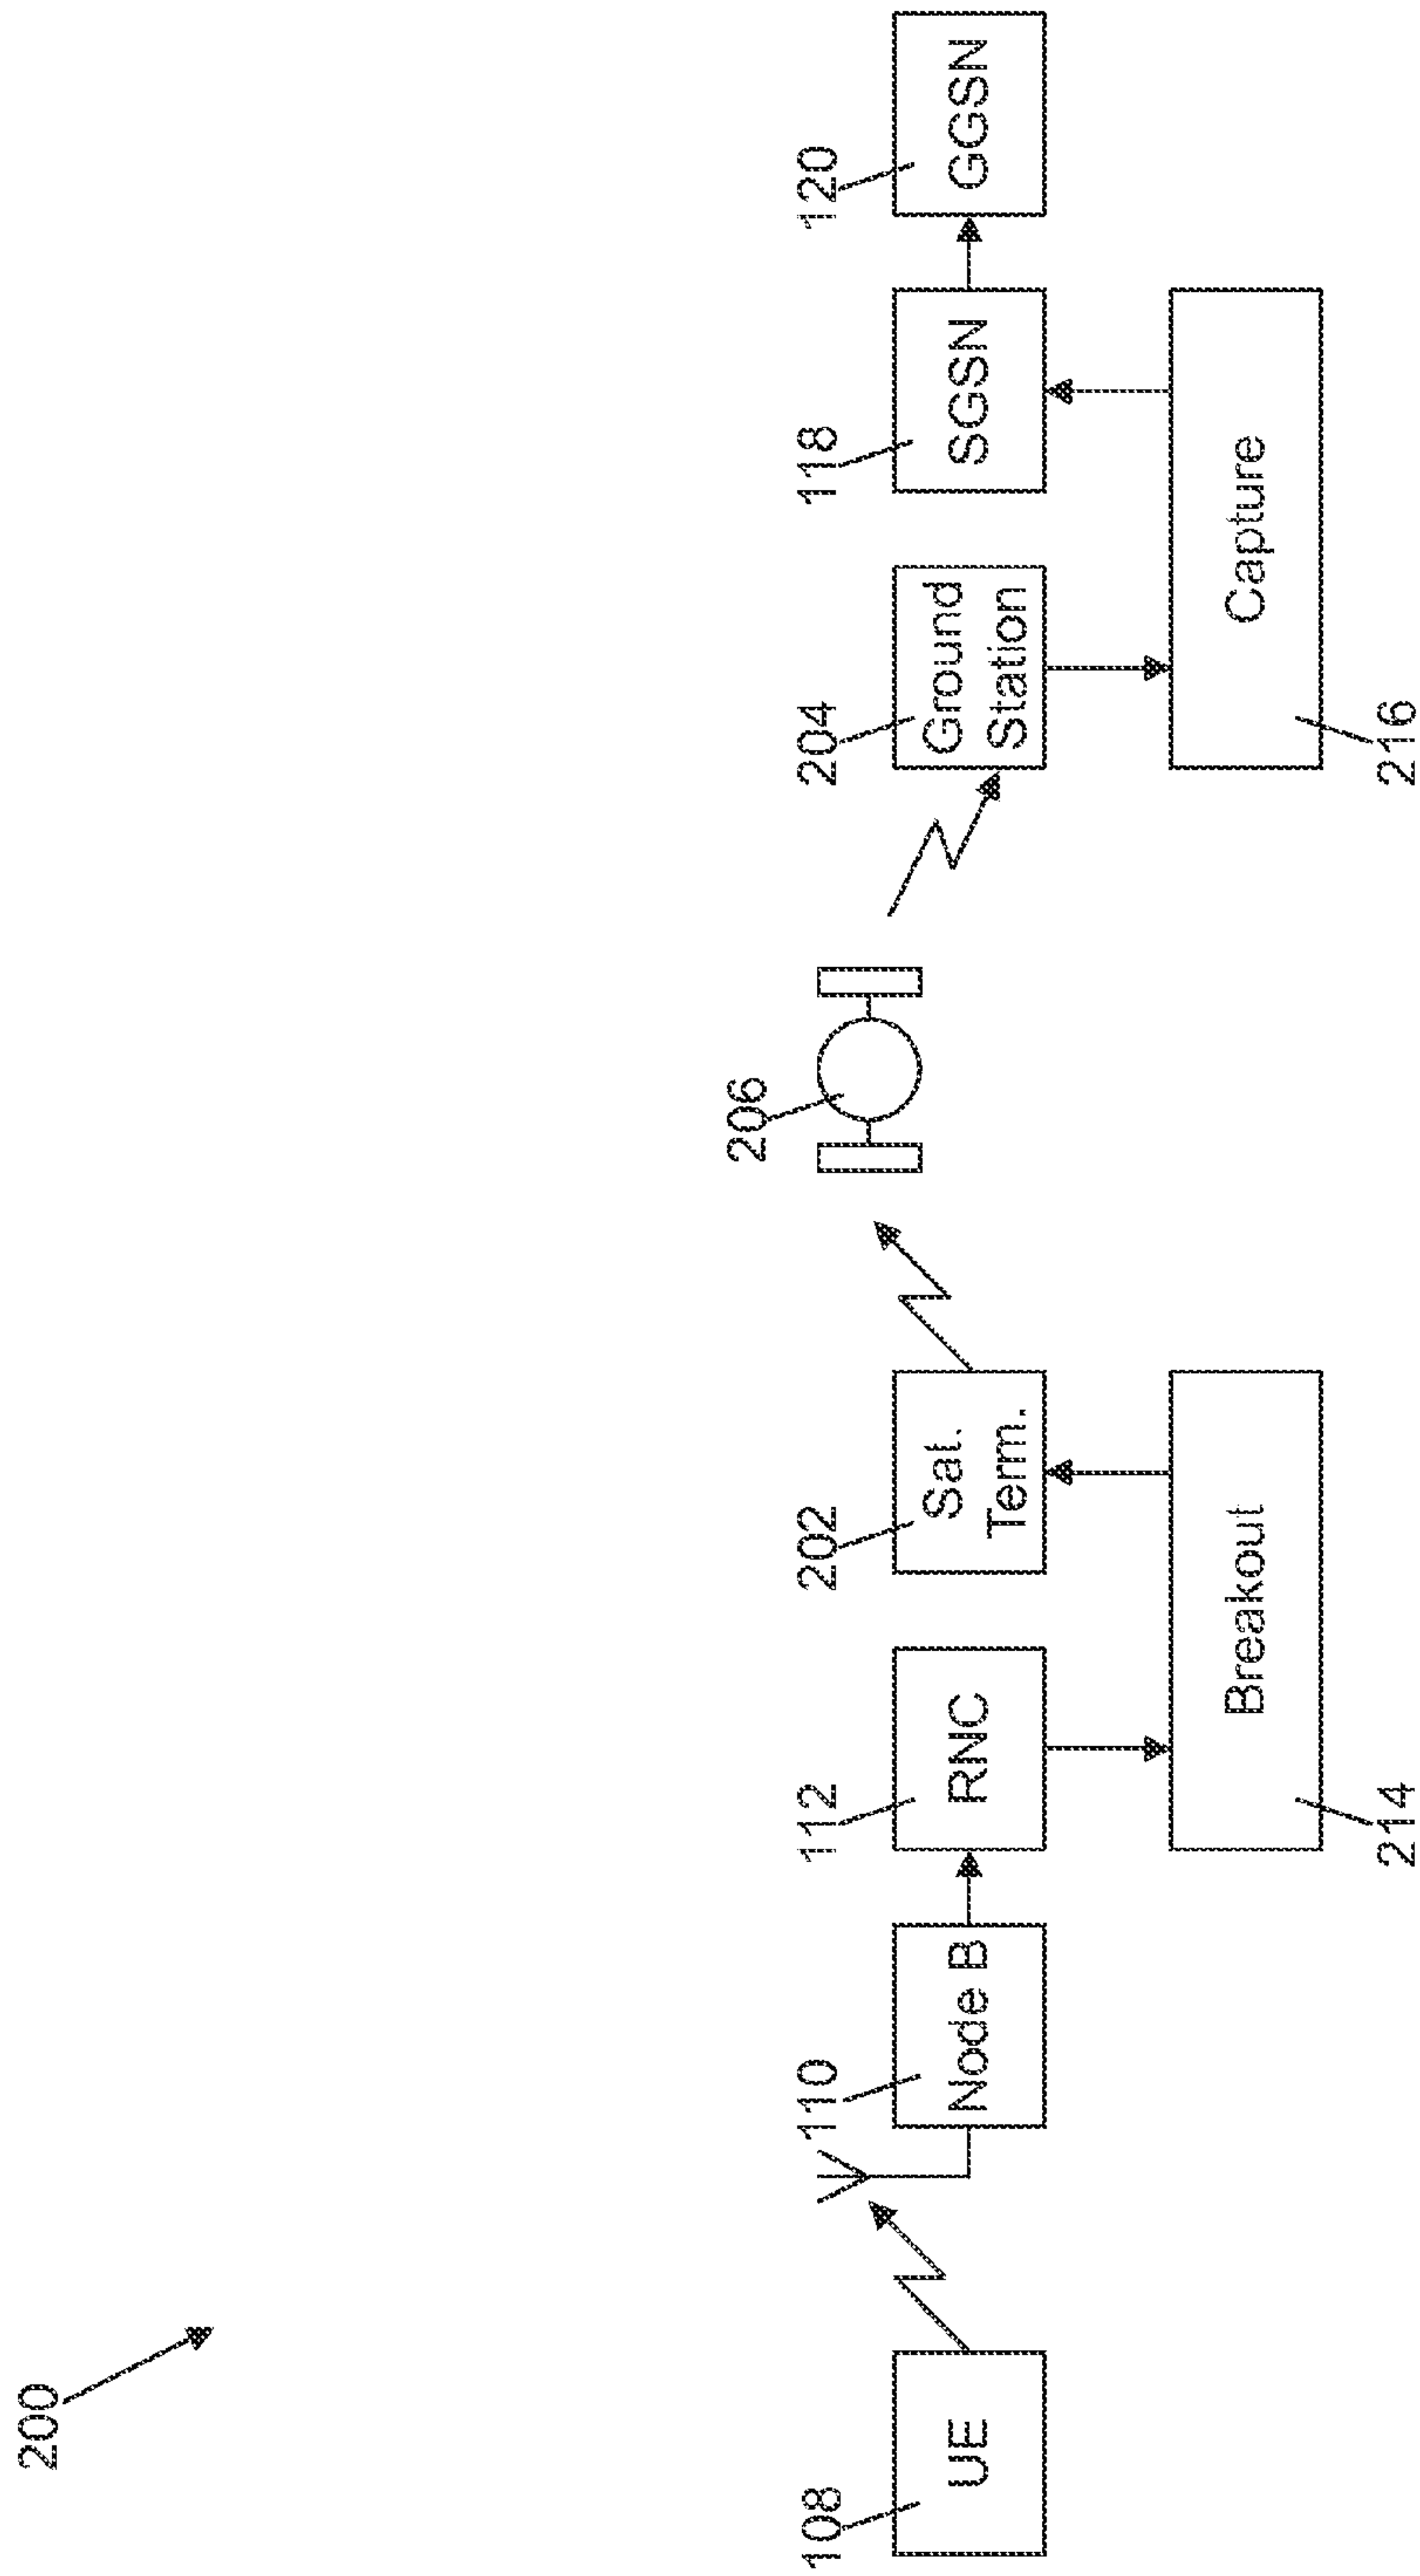 200
206
108
UE
110
Node B
112
RNC
202
Sat.
Term.
204
Ground
Station
118
SGSN
120
GGSN
Breakout
214
Capture
216